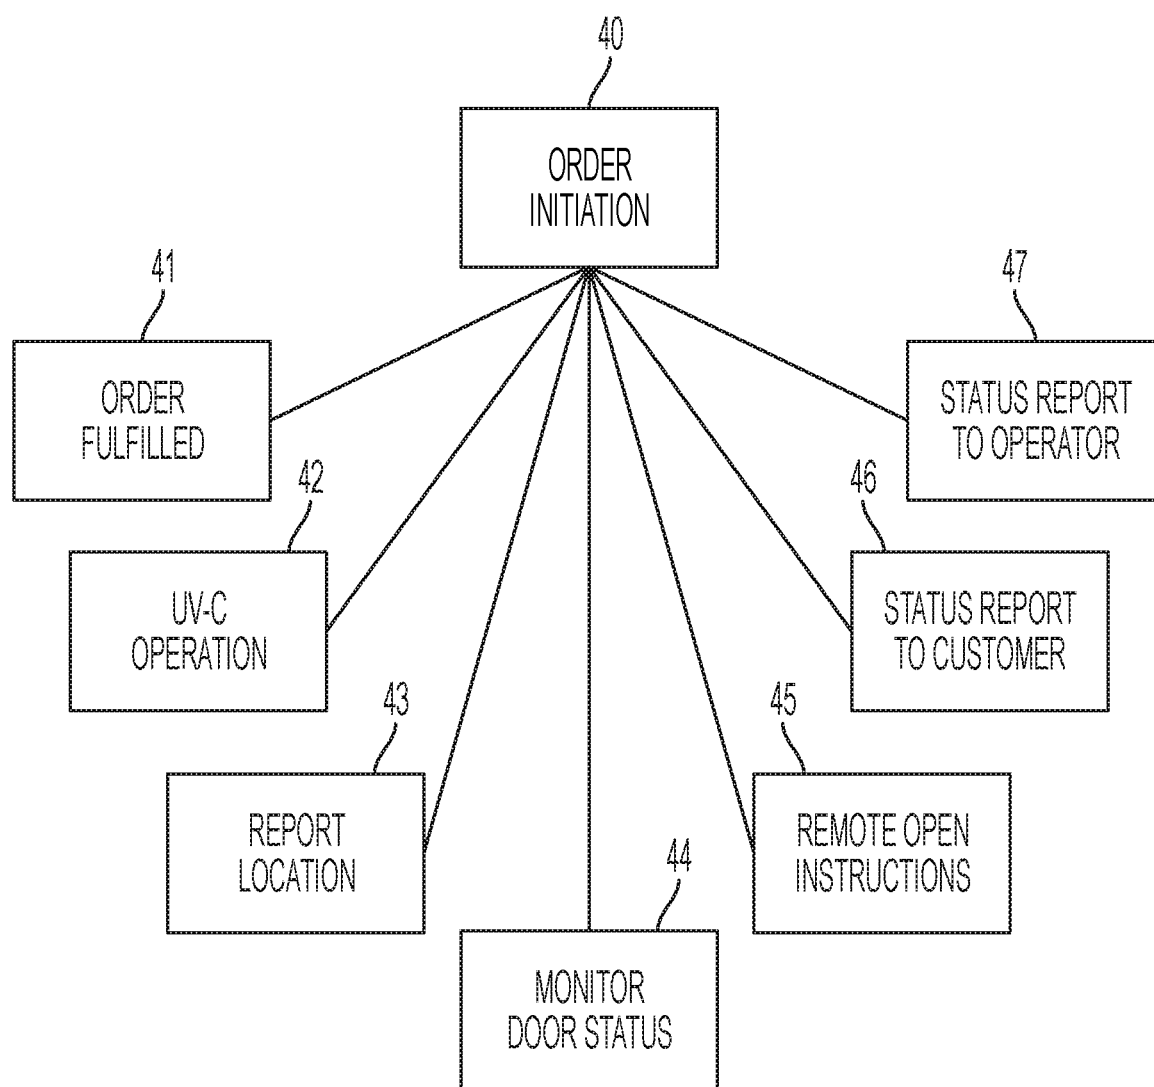 40
ORDER
INITIATION
41
ORDER
FULFILLED
47
STATUS REPORT
TO OPERATOR
42
UV-C
OPERATION
46
STATUS REPORT
TO CUSTOMER
43
REPORT
LOCATION
45
REMOTE OPEN
INSTRUCTIONS
44
MONITOR
DOOR STATUS